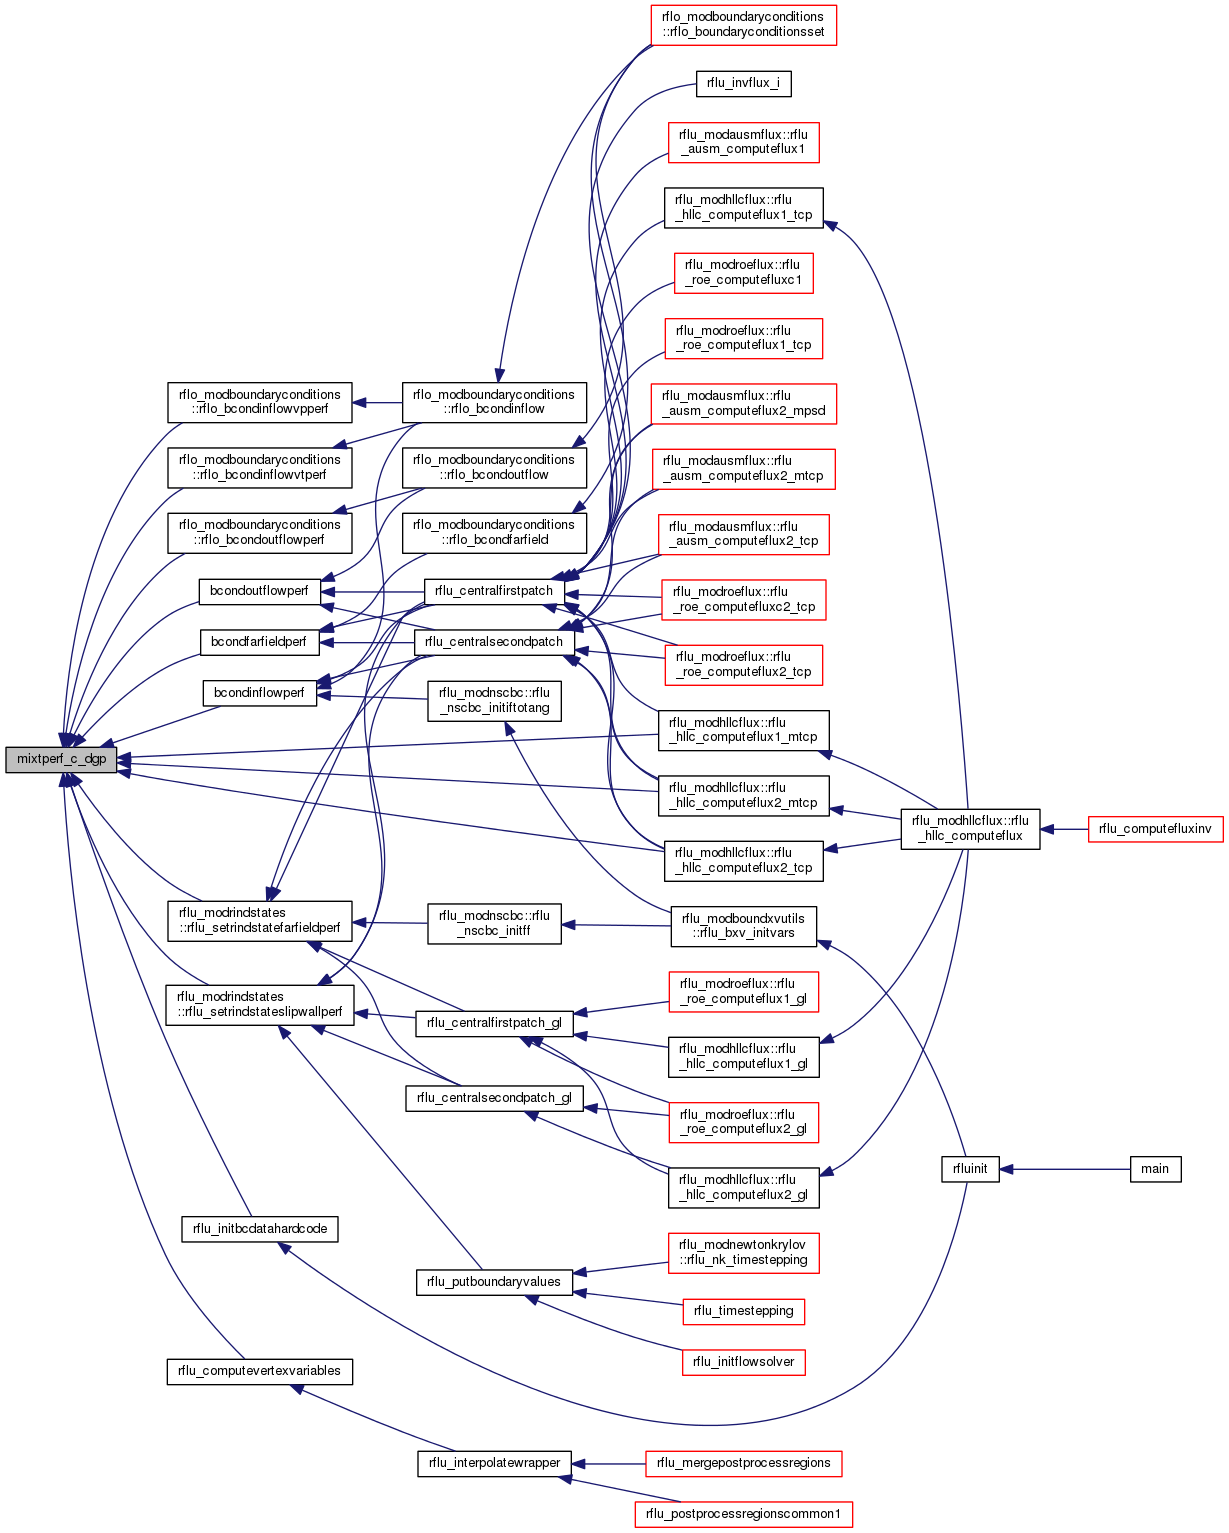 rflo_modboundaryconditions
::rflo_boundaryconditionsset
rflu_invflux_i
rflu_modausmflux::rflu
_ausm_computeflux1
rflu_modhllcflux::rflu
_hllc_computeflux1_tcp
rflu_modroeflux::rflu
_roe_computefluxc1
rflu_modroeflux::rflu
_roe_computeflux1_tcp
rflo_modboundaryconditions
::rflo_bcondinflowvpperf
rflo_modboundaryconditions
::rflo_bcondinflow
rflu_modausmflux::rflu
_ausm_computeflux2_mpsd
rflo_modboundaryconditions
::rflo_bcondinflowvtperf
rflo_modboundaryconditions
::rflo_bcondoutflow
rflu_modausmflux::rflu
_ausm_computeflux2_mtcp
rflo_modboundaryconditions
::rflo_bcondoutflowperf
rflo_modboundaryconditions
::rflo_bcondfarfield
rflu_modausmflux::rflu
_ausm_computeflux2_tcp
bcondoutflowperf
rflu_centralfirstpatch
rflu_modroeflux::rflu
_roe_computefluxc2_tcp
bcondfarfieldperf
rflu_centralsecondpatch
rflu_modroeflux::rflu
_roe_computeflux2_tcp
bcondinflowperf
rflu_modnscbc::rflu
_nscbc_initiftotang
rflu_modhllcflux::rflu
_hllc_computeflux1_mtcp
mixtperf_c_dgp
rflu_modhllcflux::rflu
_hllc_computeflux2_mtcp
rflu_modhllcflux::rflu
_hllc_computeflux
rflu_computefluxinv
rflu_modhllcflux::rflu
_hllc_computeflux2_tcp
rflu_modrindstates
::rflu_setrindstatefarfieldperf
rflu_modnscbc::rflu
_nscbc_initff
rflu_modboundxvutils
::rflu_bxv_initvars
rflu_modrindstates
::rflu_setrindstateslipwallperf
rflu_modroeflux::rflu
_roe_computeflux1_gl
rflu_centralfirstpatch_gl
rflu_modhllcflux::rflu
_hllc_computeflux1_gl
rflu_centralsecondpatch_gl
rflu_modroeflux::rflu
_roe_computeflux2_gl
rflu_modhllcflux::rflu
_hllc_computeflux2_gl
rfluinit
main
rflu_initbcdatahardcode
rflu_modnewtonkrylov
::rflu_nk_timestepping
rflu_putboundaryvalues
rflu_timestepping
rflu_initflowsolver
rflu_computevertexvariables
rflu_interpolatewrapper
rflu_mergepostprocessregions
rflu_postprocessregionscommon1